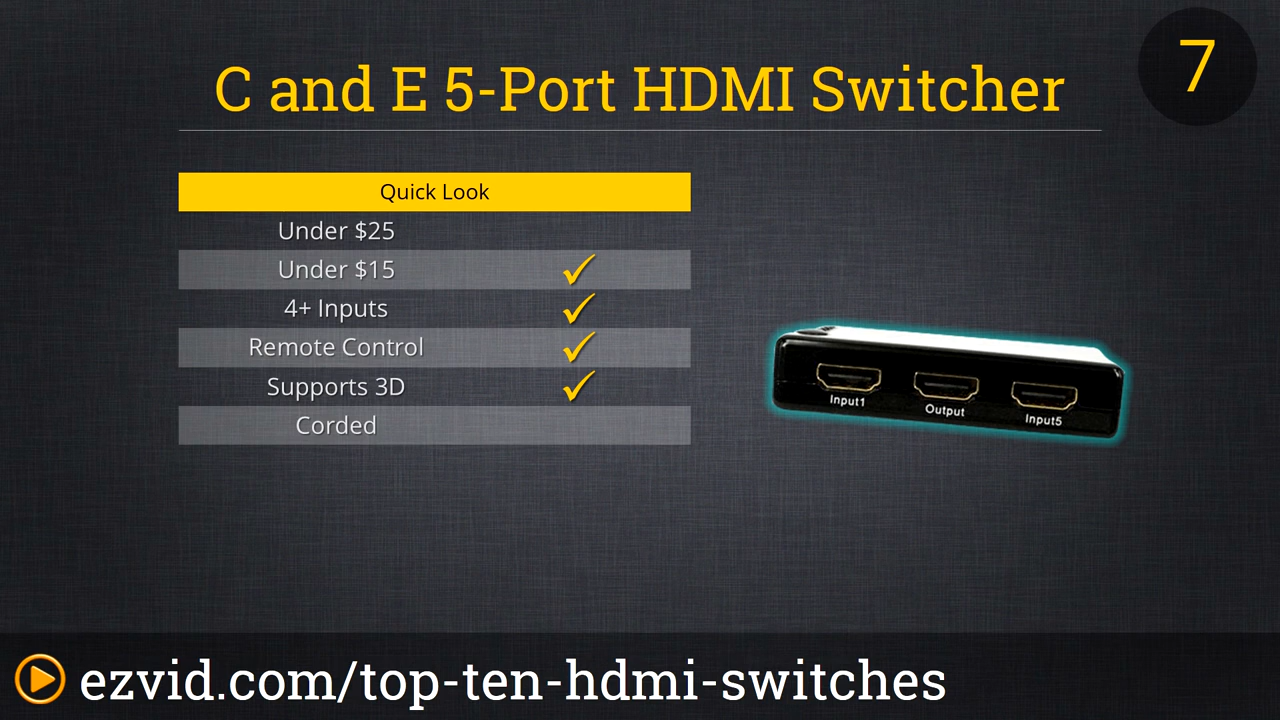 C and E 5-Port HDMI Switcher
7
Quick Look
Under $25
Under $15
4+ Inputs
Remote Control
Supports 3D
Corded
Input1
Output
Input5
ezvid.com/top-ten-hdmi-switches